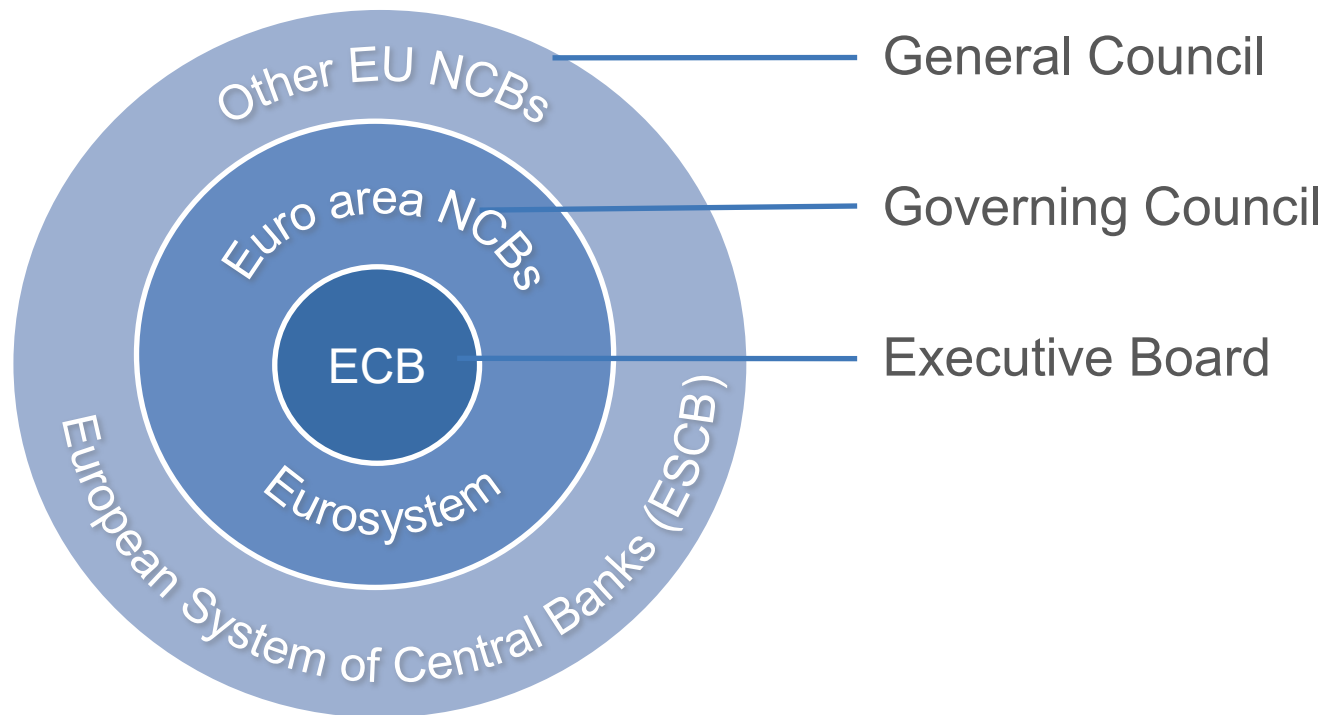 Other EU NCBs
General Council
Euro area NCBs
Governing Council
ECB
Executive Board
Eurosystem
European System of Central Banks (ESCB)